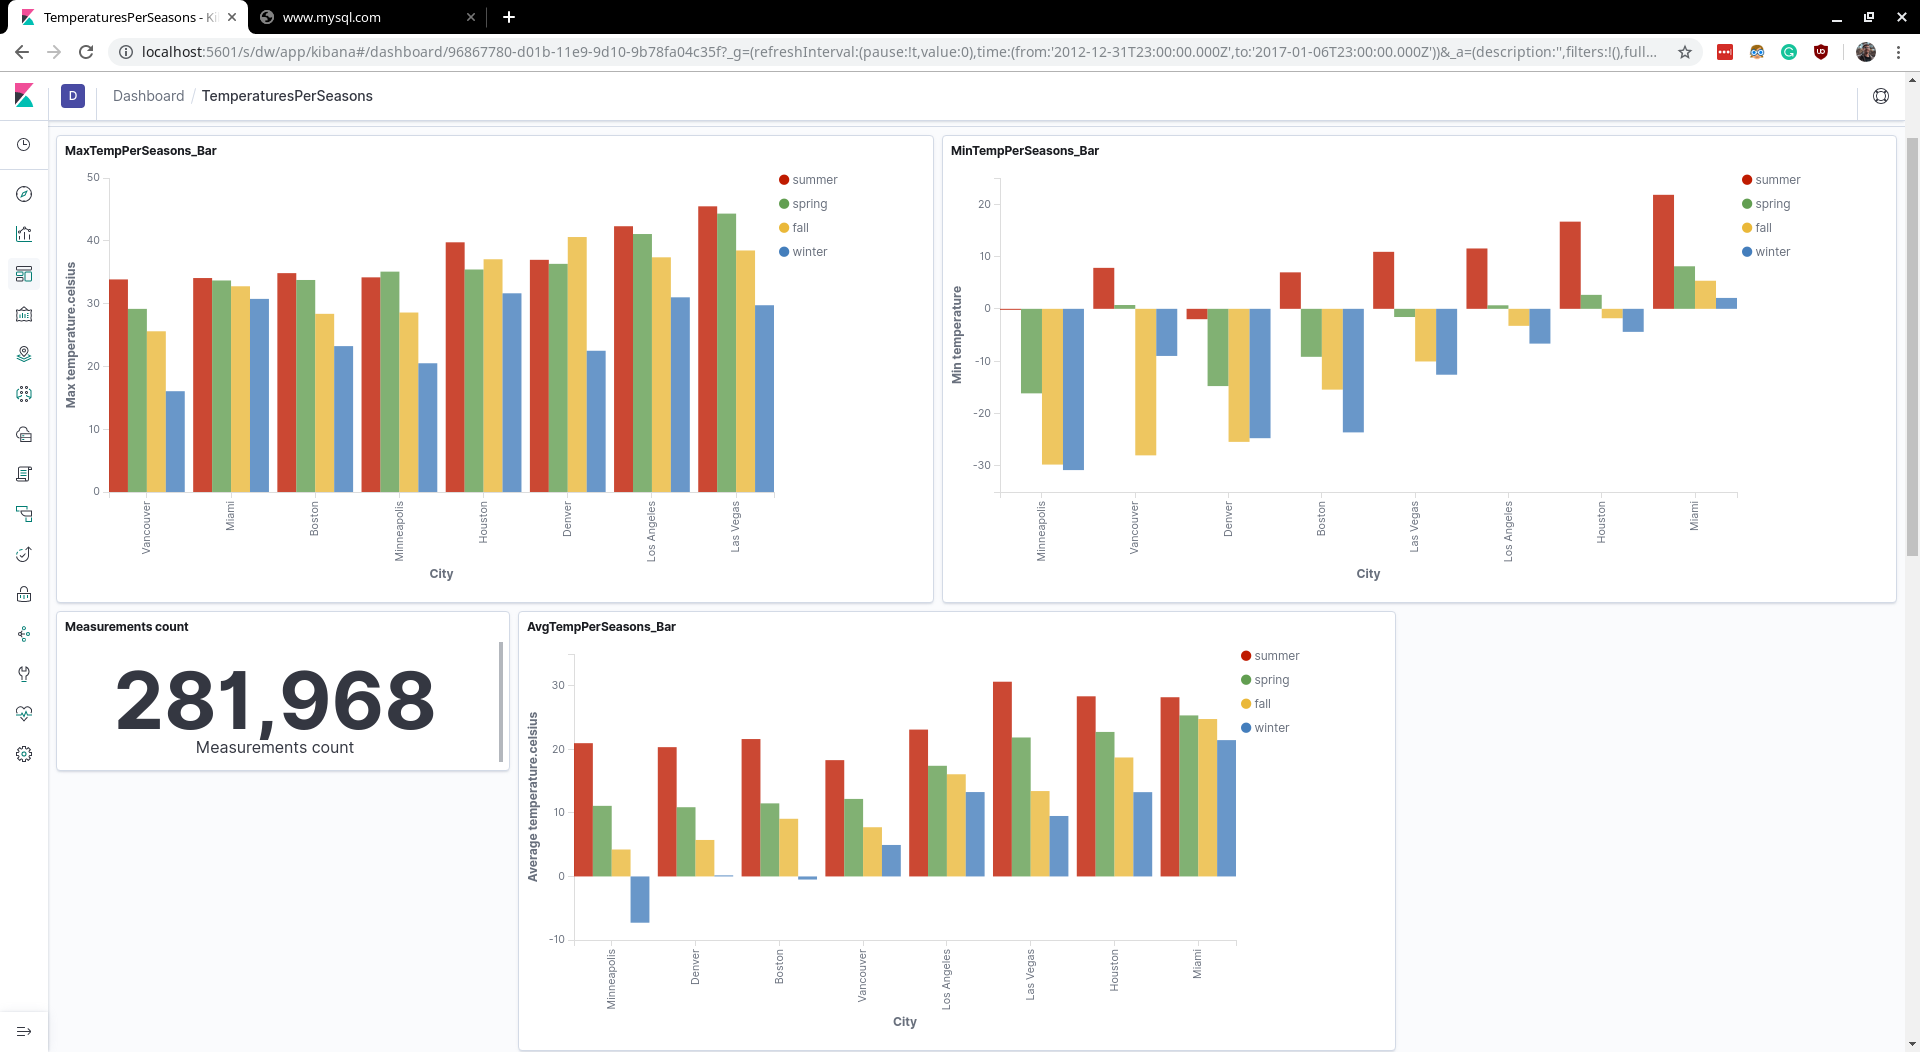 TemperaturesPerSeasons - Ki
www.mysql.com
localhost:5601/s/dw/app/kibana#/dashboard/96867780-d01b-11e9-9d10-9b78fa04c35f?_g=(refreshInterval:(pause:!t,value:0),time:(from:'2012-12-31T23:00:00.000Z',to:'2017-01-06T23:00:00.000Z'))&_a=(description:'',filters:!(),full...
D
Dashboard / TemperaturesPerSeasons
MaxTempPerSeasons_Bar
50
40
30
20
10
0
Max temperature.celsius
Vancouver
Miami
Boston
Minneapolis
Houston
Denver
Los Angeles
Las Vegas
City
summer
spring
fall
winter
MinTempPerSeasons_Bar
20
10
0
-10
-20
-30
Min temperature
Minneapolis
Vancouver
Denver
Boston
Las Vegas
Los Angeles
Houston
Miami
City
summer
spring
fall
winter
Measurements count
281,968
Measurements count
AvgTempPerSeasons_Bar
30
20
10
0
-10
Average temperature.celsius
Minneapolis
Denver
Boston
Vancouver
Los Angeles
Las Vegas
Houston
Miami
City
summer
spring
fall
winter